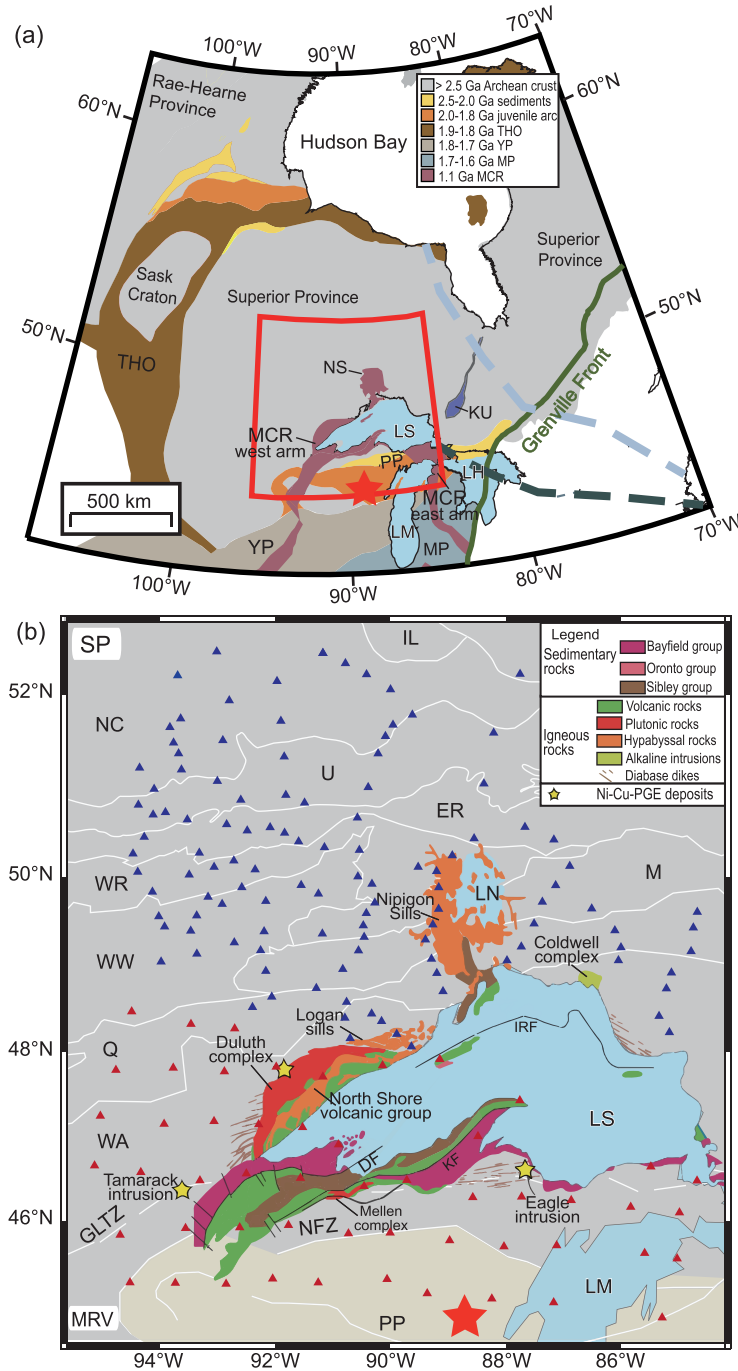 (a)
100°W
90°W
80°W
70°W
60°N
60°N
Rae-Hearne
Province
Hudson Bay
> 2.5 Ga Archean crust
2.5-2.0 Ga sediments
2.0-1.8 Ga juvenile arc
1.9-1.8 Ga THO
1.8-1.7 Ga YP
1.7-1.6 Ga MP
1.1 Ga MCR
Superior
Province
Sask
Craton
Superior Province
50°N
50°N
THO
NS
KU
Grenville Front
MCR
west arm
LS
PP
LH
MCR
east arm
500 km
LM
YP
MP
70°W
100°W
90°W
80°W
(b)
SP
IL
Legend
Sedimentary
rocks
Bayfield group
Oronto group
Sibley group
Igneous
rocks
Volcanic rocks
Plutonic rocks
Hypabyssal rocks
Alkaline intrusions
Diabase dikes
Ni-Cu-PGE deposits
52°N
NC
U
ER
50°N
WR
M
LN
Nipigon
Sills
WW
Coldwell
complex
Logan
sills
IRF
48°N
Q
Duluth
complex
North Shore
volcanic group
LS
WA
DF
KF
Tamarack
intrusion
Eagle
intrusion
Mellen
complex
46°N
GLTZ
NFZ
LM
MRV
PP
94°W
92°W
90°W
88°W
86°W